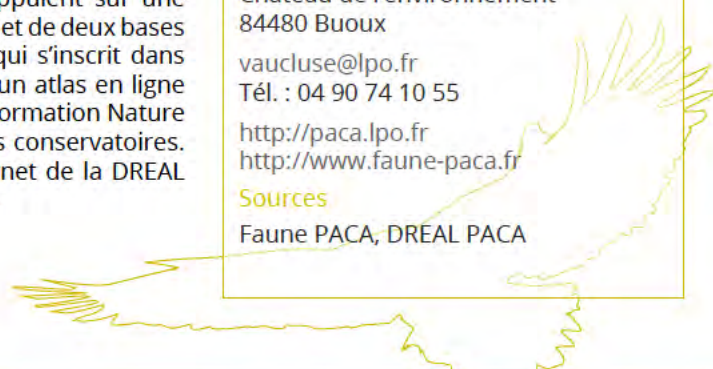 et de deux bases
qui s'inscrit dans
un atlas en ligne
ormation Nature
s conservatoires.
net de la DREAL
84480 Buoux
vaucluse@lpo.fr
Tél. : 04 90 74 10 55
http://paca.lpo.fr
http://www.faune-paca.fr
Sources
Faune PACA, DREAL PACA